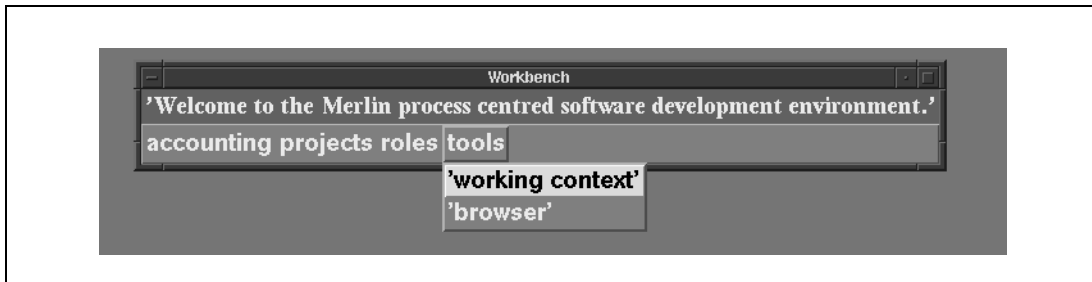 Workbench
’Welcome to the Merlin process centred software development environment.’
accounting projects roles tools
’working context’
’browser’